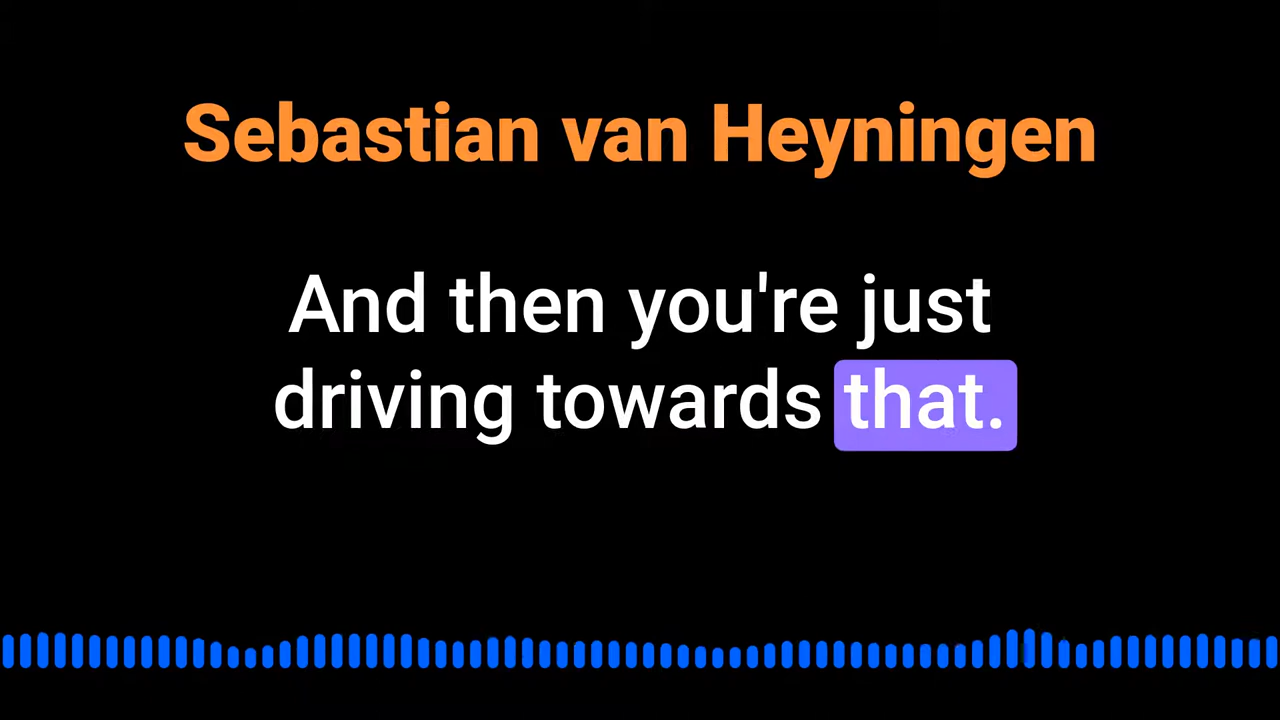 Sebastian van Heyningen
And then you're just
driving towards that.